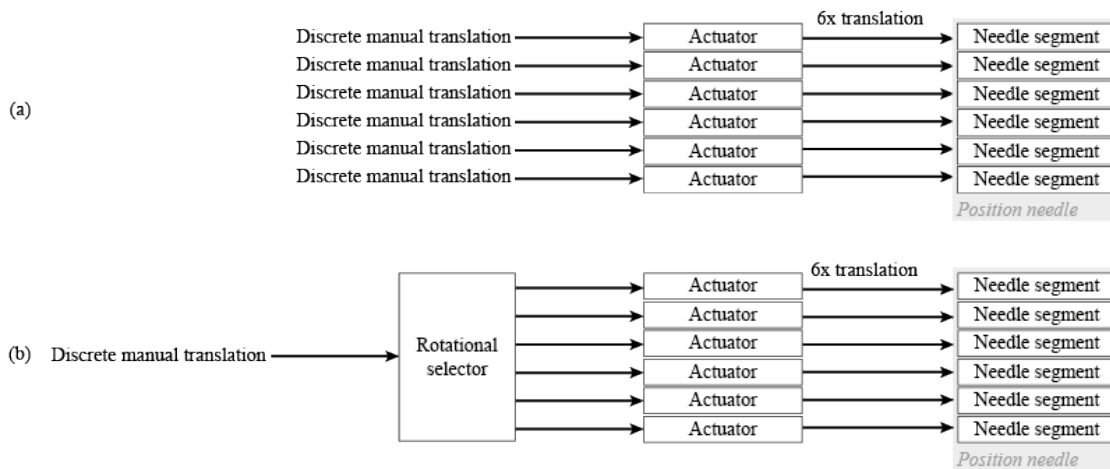 6x translation
Discrete manual translation Actuator Needle segment
Discrete manual translation Actuator Needle segment
Discrete manual translation Actuator Needle segment
(a)
Discrete manual translation Actuator Needle segment
Discrete manual translation Actuator Needle segment
Discrete manual translation Actuator Needle segment
Position needle
6x translation
Actuator Needle segment
Actuator Needle segment
Actuator Needle segment
(b) Discrete manual translation Rotational selector
Actuator Needle segment
Actuator Needle segment
Actuator Needle segment
Position needle